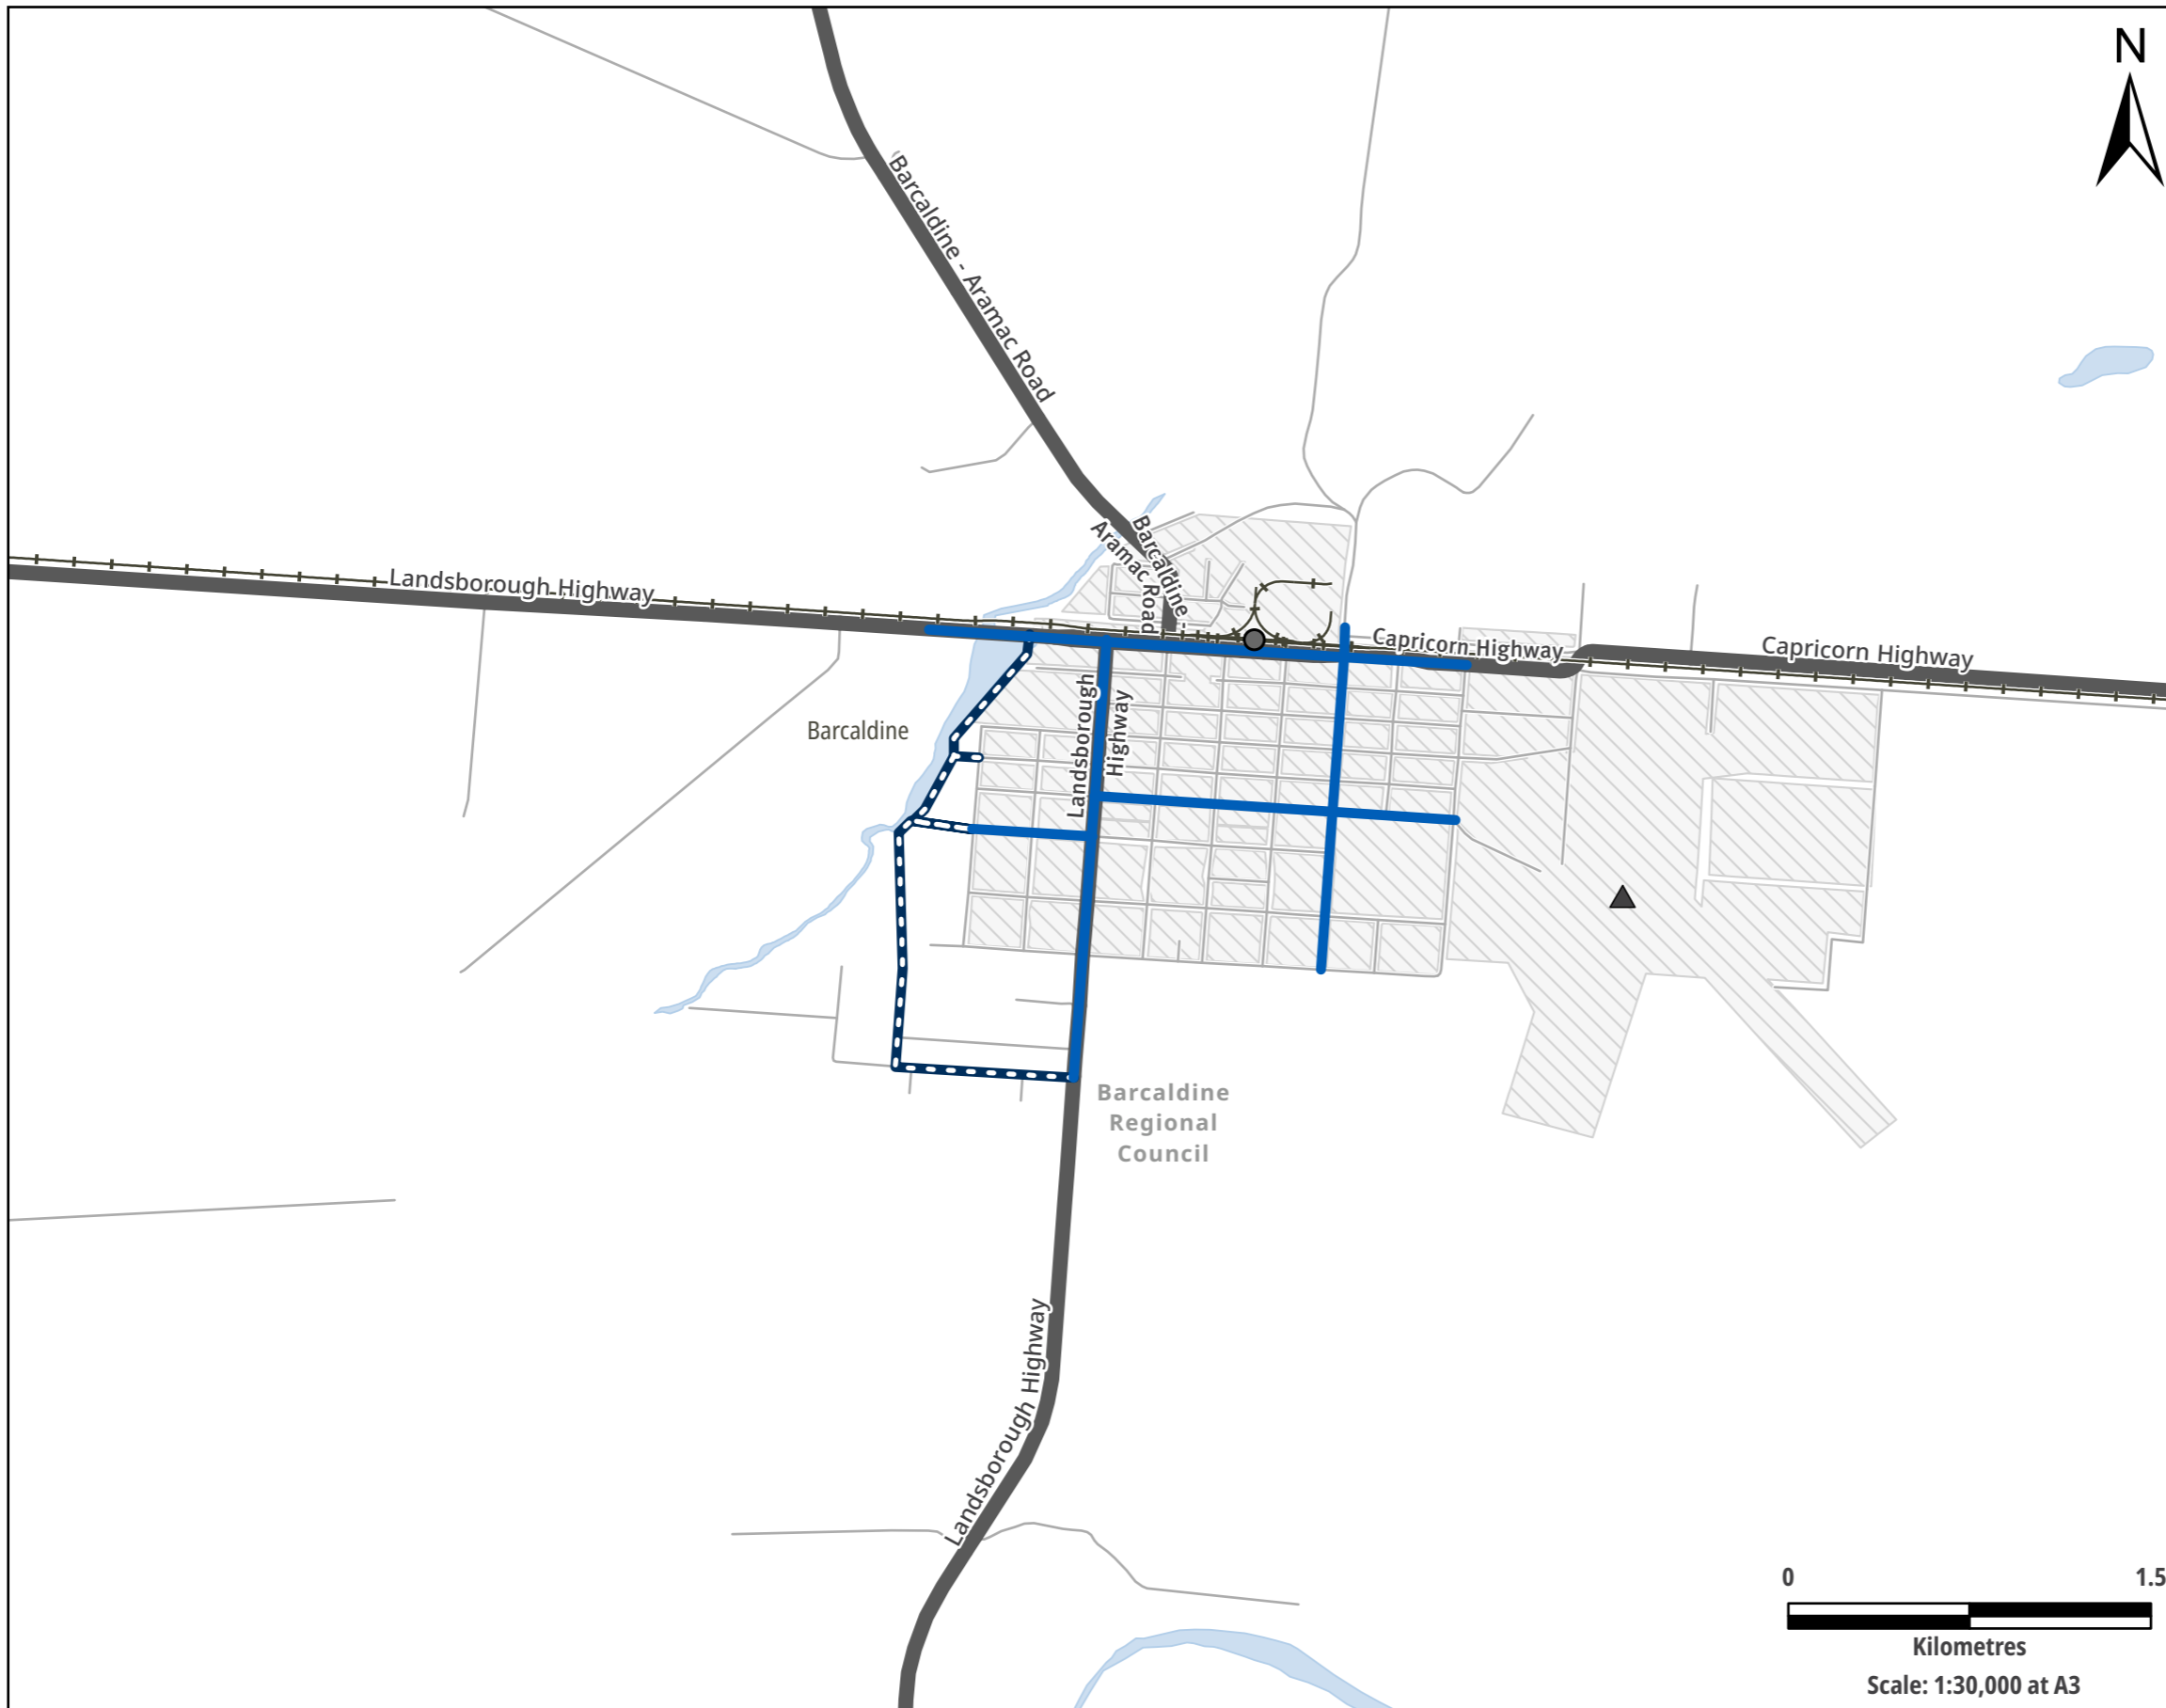 N
Barcaldine - Aramac Road
Barcaldine -
Aramac Road
Landsborough Highway
Capricorn Highway
Capricorn Highway
Landsborough
Highway
Barcaldine
Barcaldine
Regional
Council
Landsborough Highway
0 1.5
Kilometres
Scale: 1:30,000 at A3